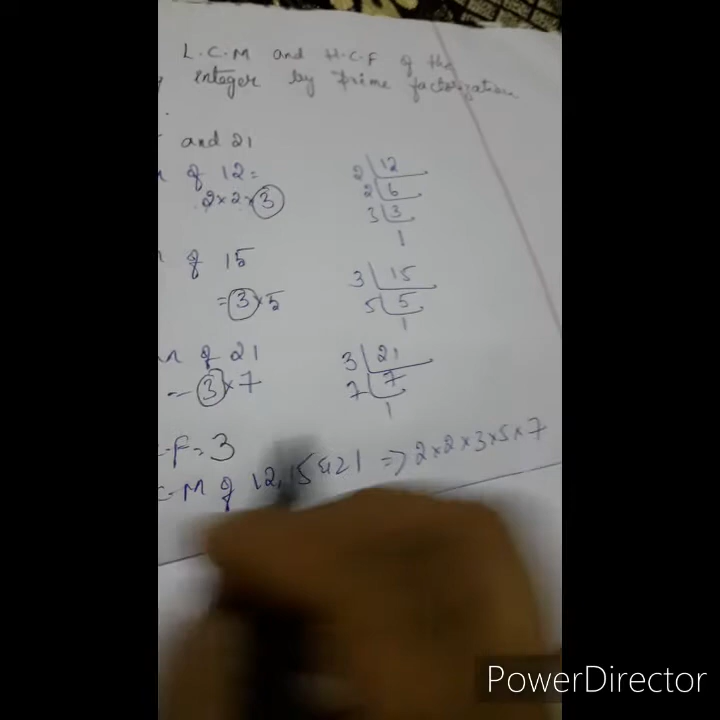 L.C.M and H.C.F of the
integer by prime factorization
and 21
of 12=
2×2×3
2 12
2 6
3 3
1
of 15
=3×5
3 15
5 5
1
of 21
=3×7
3 21
7 7
1
F=3
M of 12, 15 & 21 => 2×2×3×5×7
PowerDirector